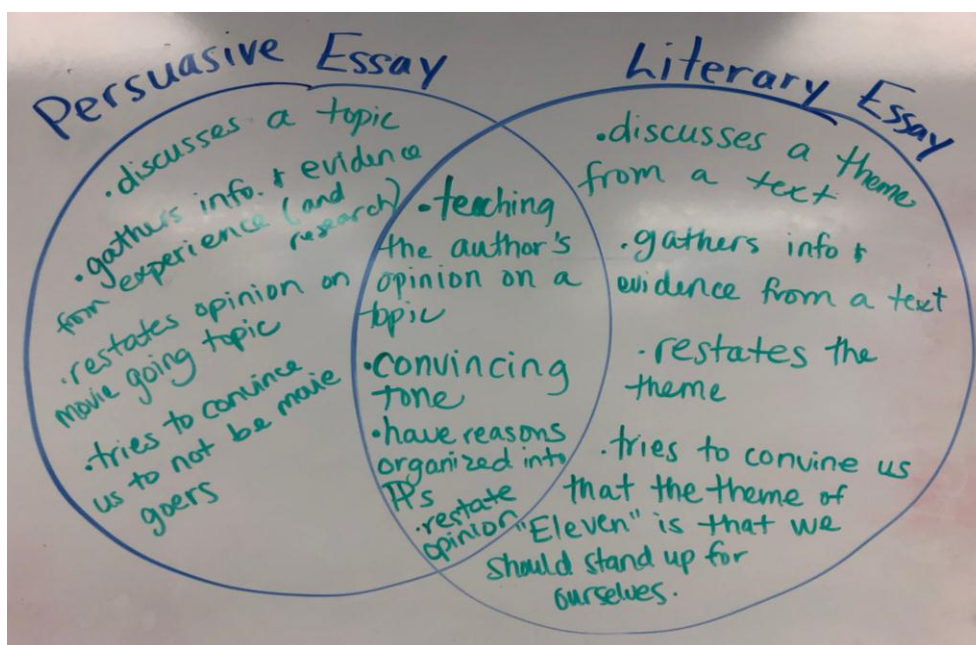 Persuasive Essay
• discusses a topic
• gathers info. + evidence
from experience (and
research)
• restates opinion on
movie going topic
• tries to convince
us to not be movie
goers
• teaching
the author's
opinion on a
topic
• convincing
tone
• have reasons
organized into
PPs
• restate
opinion
Literary Essay
• discusses a theme
from a text
• gathers info +
evidence from a text
• restates the
theme
• tries to convine us
that the theme of
"Eleven" is that we
should stand up for
ourselves.